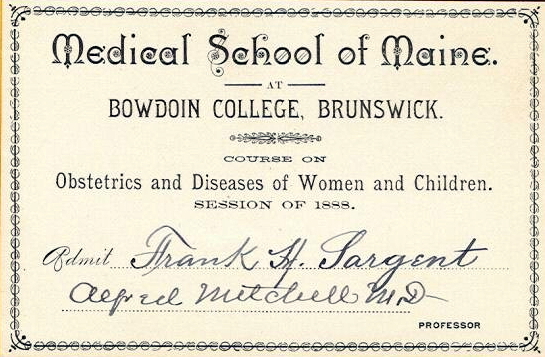 Medical School of Maine.
AT
BOWDOIN COLLEGE, BRUNSWICK.
COURSE ON
Obstetrics and Diseases of Women and Children.
SESSION OF 1888.
Admit Frank H. Sargent
Alfred Mitchell M.D
PROFESSOR